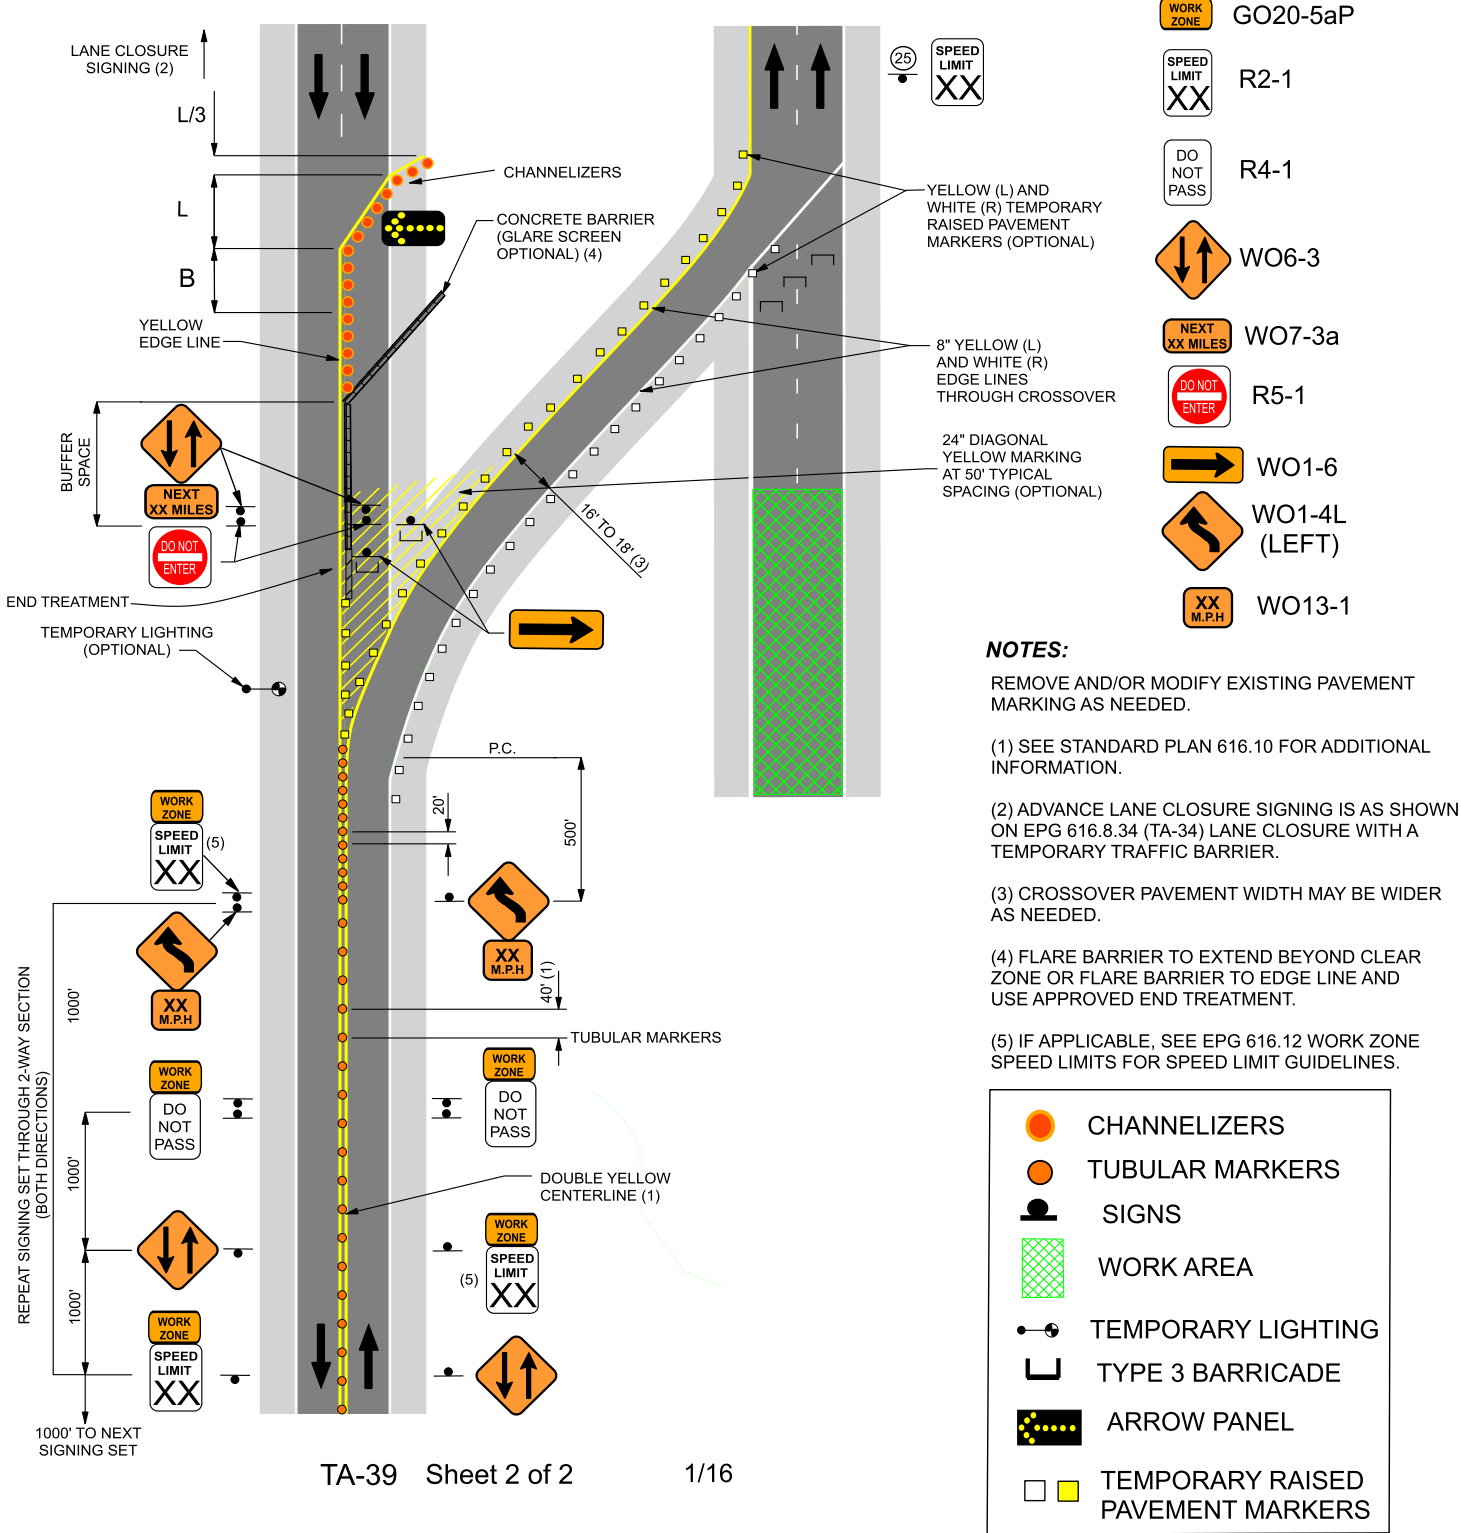 LANE CLOSURE
SIGNING (2)
L/3
L
B
CHANNELIZERS
CONCRETE BARRIER
(GLARE SCREEN
OPTIONAL) (4)
YELLOW
EDGE LINE
BUFFER
SPACE
NEXT
XX MILES
DO NOT
ENTER
END TREATMENT
TEMPORARY LIGHTING
(OPTIONAL)
25
SPEED
LIMIT
XX
YELLOW (L) AND
WHITE (R) TEMPORARY
RAISED PAVEMENT
MARKERS (OPTIONAL)
8" YELLOW (L)
AND WHITE (R)
EDGE LINES
THROUGH CROSSOVER
24" DIAGONAL
YELLOW MARKING
AT 50' TYPICAL
SPACING (OPTIONAL)
16' TO 18' (3)
P.C.
20'
500'
WORK
ZONE
SPEED
LIMIT
XX
(5)
XX
M.P.H
XX
M.P.H
40' (1)
TUBULAR MARKERS
REPEAT SIGNING SET THROUGH 2-WAY SECTION
(BOTH DIRECTIONS)
1000'
1000'
1000'
WORK
ZONE
DO
NOT
PASS
WORK
ZONE
DO
NOT
PASS
DOUBLE YELLOW
CENTERLINE (1)
WORK
ZONE
SPEED
LIMIT
XX
(5)
WORK
ZONE
SPEED
LIMIT
XX
1000' TO NEXT
SIGNING SET
TA-39 Sheet 2 of 2 1/16
WORK
ZONE
GO20-5aP
SPEED
LIMIT
XX
R2-1
DO
NOT
PASS
R4-1
WO6-3
NEXT
XX MILES
WO7-3a
DO NOT
ENTER
R5-1
WO1-6
WO1-4L
(LEFT)
XX
M.P.H
WO13-1
NOTES:
REMOVE AND/OR MODIFY EXISTING PAVEMENT
MARKING AS NEEDED.
(1) SEE STANDARD PLAN 616.10 FOR ADDITIONAL
INFORMATION.
(2) ADVANCE LANE CLOSURE SIGNING IS AS SHOWN
ON EPG 616.8.34 (TA-34) LANE CLOSURE WITH A
TEMPORARY TRAFFIC BARRIER.
(3) CROSSOVER PAVEMENT WIDTH MAY BE WIDER
AS NEEDED.
(4) FLARE BARRIER TO EXTEND BEYOND CLEAR
ZONE OR FLARE BARRIER TO EDGE LINE AND
USE APPROVED END TREATMENT.
(5) IF APPLICABLE, SEE EPG 616.12 WORK ZONE
SPEED LIMITS FOR SPEED LIMIT GUIDELINES.
CHANNELIZERS
TUBULAR MARKERS
SIGNS
WORK AREA
TEMPORARY LIGHTING
TYPE 3 BARRICADE
ARROW PANEL
TEMPORARY RAISED
PAVEMENT MARKERS